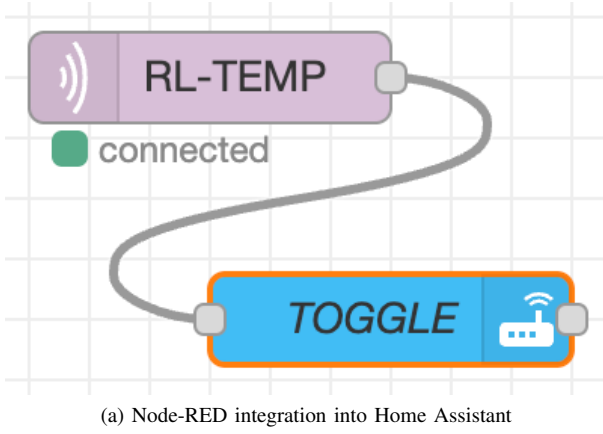 RL-TEMP
connected
TOGGLE
(a) Node-RED integration into Home Assistant